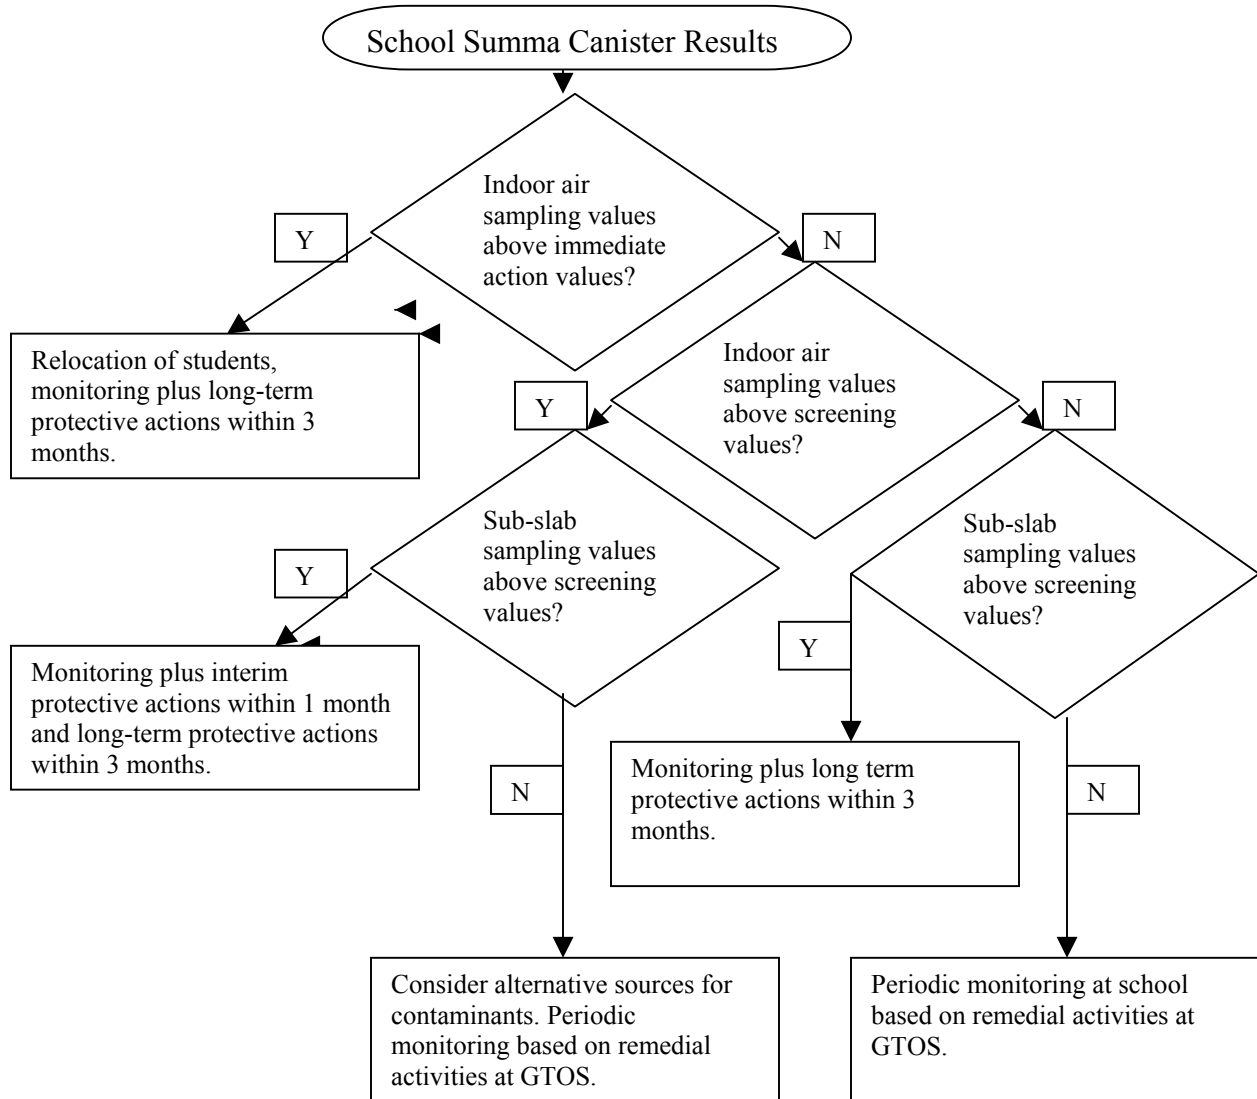 School Summa Canister Results
Indoor air
sampling values
above immediate
action values?
Y
N
Relocation of students,
monitoring plus long-term
protective actions within 3
months.
Indoor air
sampling values
above screening
values?
Y
N
Sub-slab
sampling values
above screening
values?
Sub-slab
sampling values
above screening
values?
Y
Y
Monitoring plus interim
protective actions within 1 month
and long-term protective actions
within 3 months.
Monitoring plus long term
protective actions within 3
months.
N
N
Consider alternative sources for
contaminants. Periodic
monitoring based on remedial
activities at GTOS.
Periodic monitoring at school
based on remedial activities at
GTOS.